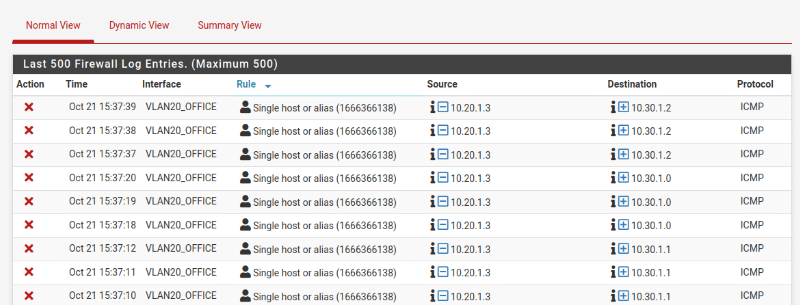 Normal View Dynamic View Summary View
Last 500 Firewall Log Entries. (Maximum 500)
Action Time Interface Rule Source Destination Protocol
Oct 21 15:37:39 VLAN20_OFFICE Single host or alias (1666366138) 10.20.1.3 10.30.1.2 ICMP
Oct 21 15:37:38 VLAN20_OFFICE Single host or alias (1666366138) 10.20.1.3 10.30.1.2 ICMP
Oct 21 15:37:37 VLAN20_OFFICE Single host or alias (1666366138) 10.20.1.3 10.30.1.2 ICMP
Oct 21 15:37:20 VLAN20_OFFICE Single host or alias (1666366138) 10.20.1.3 10.30.1.0 ICMP
Oct 21 15:37:19 VLAN20_OFFICE Single host or alias (1666366138) 10.20.1.3 10.30.1.0 ICMP
Oct 21 15:37:18 VLAN20_OFFICE Single host or alias (1666366138) 10.20.1.3 10.30.1.0 ICMP
Oct 21 15:37:12 VLAN20_OFFICE Single host or alias (1666366138) 10.20.1.3 10.30.1.1 ICMP
Oct 21 15:37:11 VLAN20_OFFICE Single host or alias (1666366138) 10.20.1.3 10.30.1.1 ICMP
Oct 21 15:37:10 VLAN20_OFFICE Single host or alias (1666366138) 10.20.1.3 10.30.1.1 ICMP